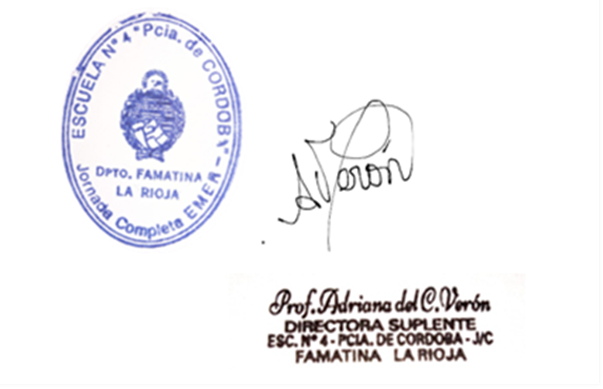 ESCUELA Nº 4 "Pcia. de CORDOBA" -
DPTO. FAMATINA
LA RIOJA
Jornada Completa EMER -
AVerón
Prof. Adriana del C. Verón
DIRECTORA SUPLENTE
ESC. Nº 4 - PCIA. DE CORDOBA - J/C
FAMATINA LA RIOJA